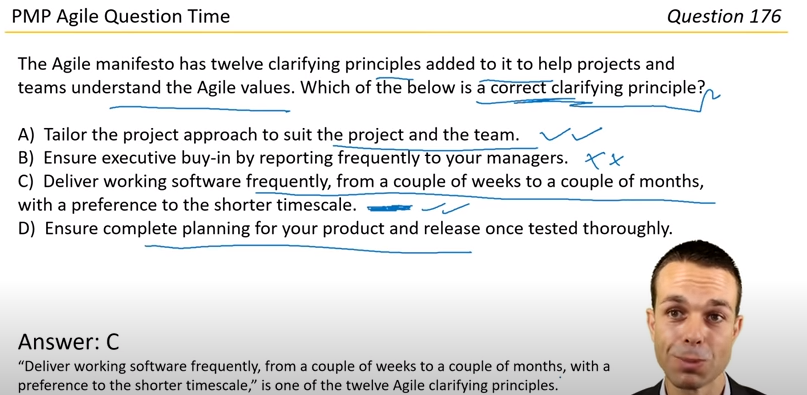 PMP Agile Question Time
Question 176
The Agile manifesto has twelve clarifying principles added to it to help projects and
teams understand the Agile values. Which of the below is a correct clarifying principle?
A) Tailor the project approach to suit the project and the team.
B) Ensure executive buy-in by reporting frequently to your managers.
C) Deliver working software frequently, from a couple of weeks to a couple of months,
with a preference to the shorter timescale.
D) Ensure complete planning for your product and release once tested thoroughly.
Answer: C
“Deliver working software frequently, from a couple of weeks to a couple of months, with a
preference to the shorter timescale,” is one of the twelve Agile clarifying principles.